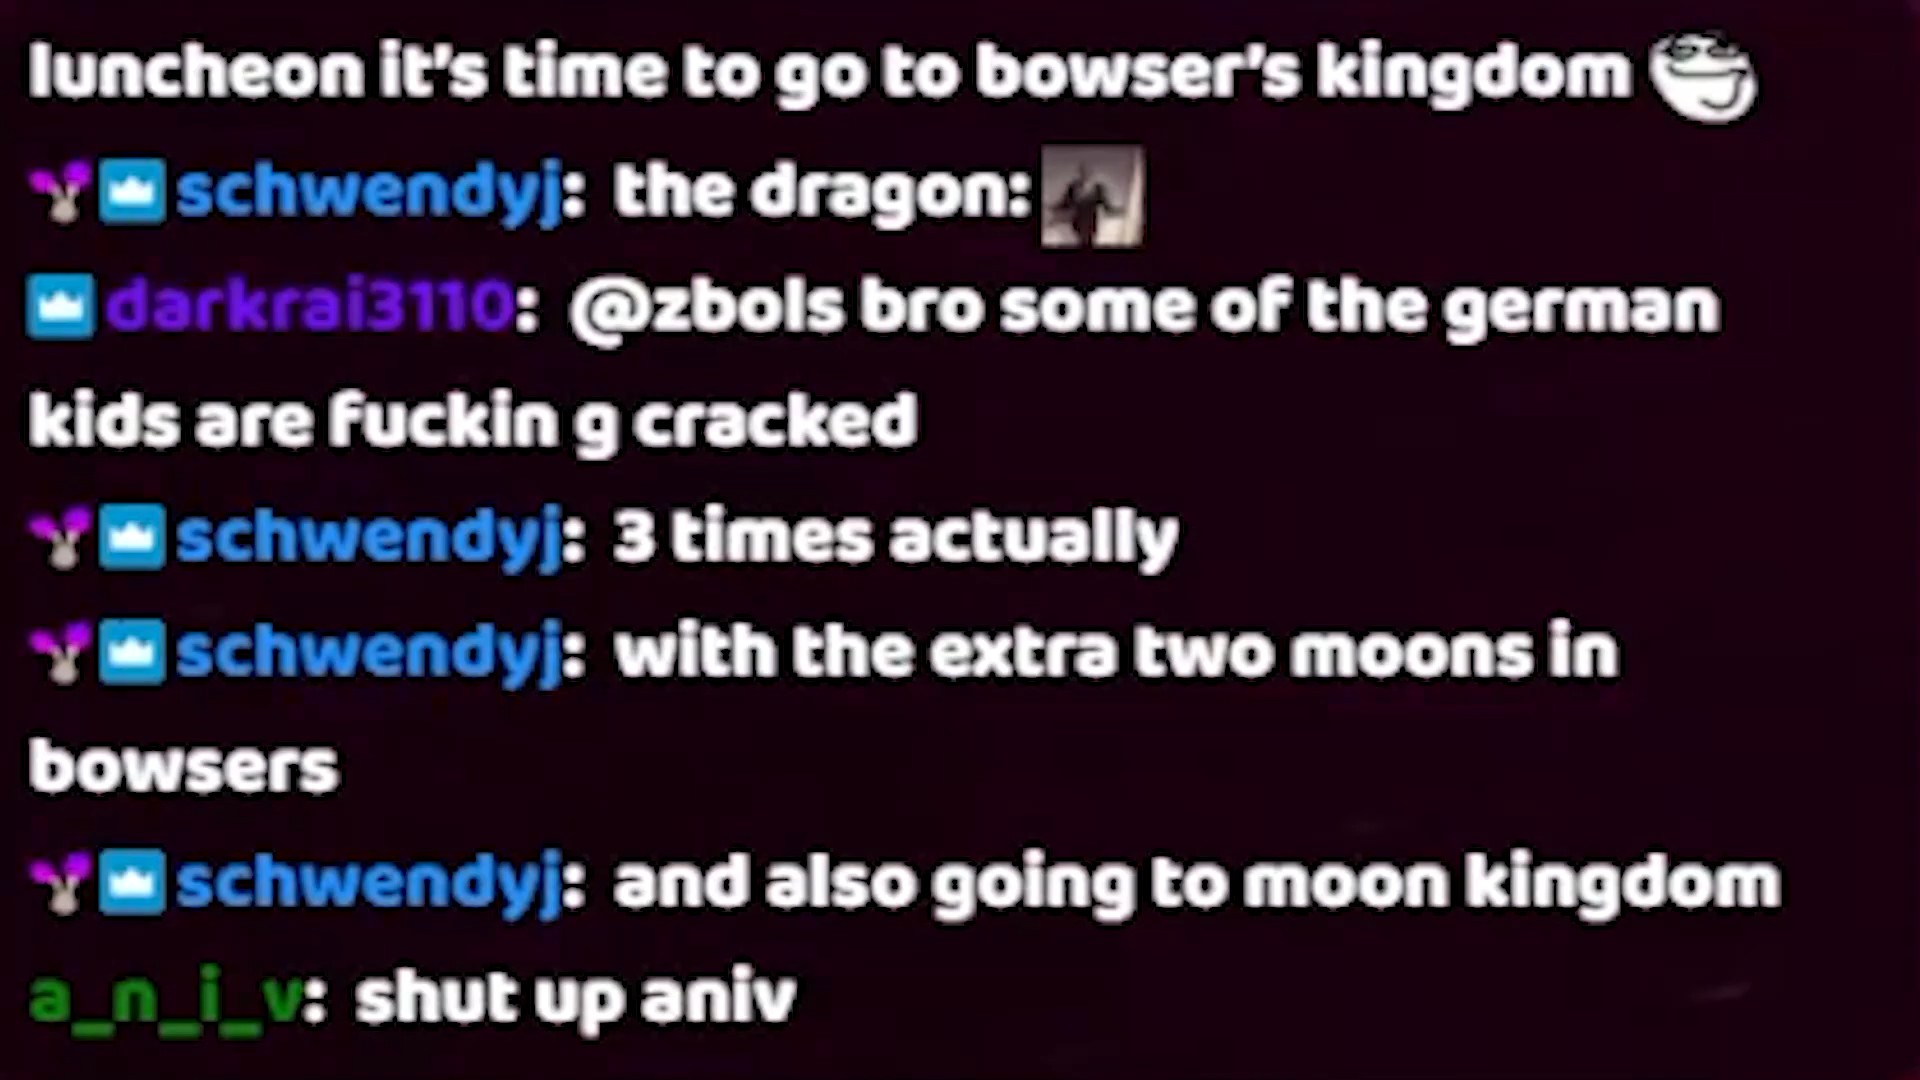 luncheon it's time to go to bowser's kingdom
schwendyj: the dragon:
darkrai3110: @zbols bro some of the german
kids are fuckin g cracked
schwendyj: 3 times actually
schwendyj: with the extra two moons in
bowsers
schwendyj: and also going to moon kingdom
a_n_i_v: shut up aniv